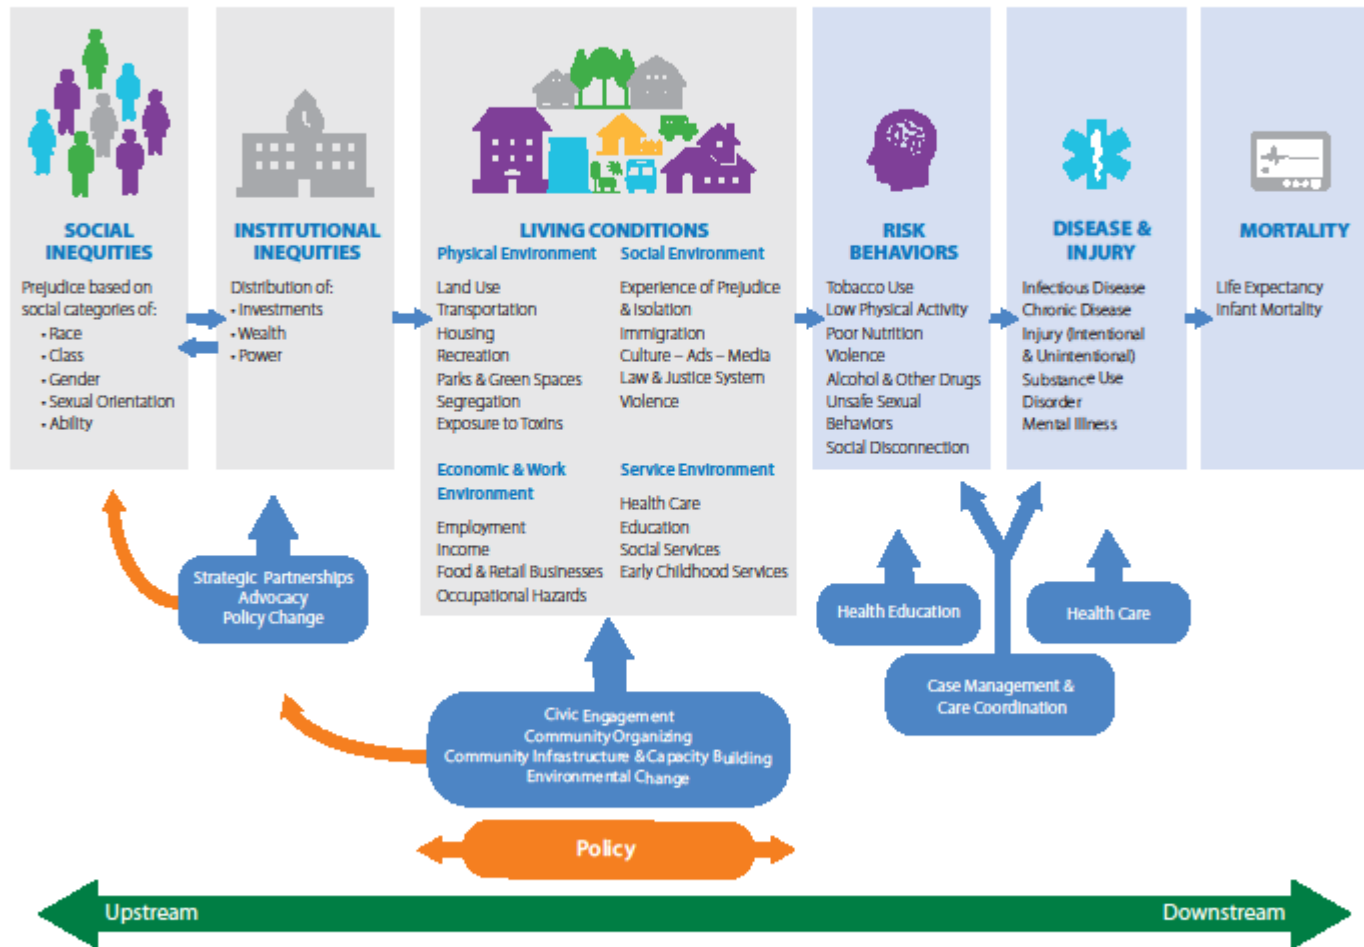 SOCIAL
INEQUITIES
Prejudice based on
social categories of:
• Race
• Class
• Gender
• Sexual Orientation
• Ability
INSTITUTIONAL
INEQUITIES
Distribution of:
• Investments
• Wealth
• Power
LIVING CONDITIONS
Physical Environment
Land Use
Transportation
Housing
Recreation
Parks & Green Spaces
Segregation
Exposure to Toxins
Social Environment
Experience of Prejudice
& Isolation
Immigration
Culture – Ads – Media
Law & Justice System
Violence
Economic & Work
Environment
Employment
Income
Food & Retail Businesses
Occupational Hazards
Service Environment
Health Care
Education
Social Services
Early Childhood Services
RISK
BEHAVIORS
Tobacco Use
Low Physical Activity
Poor Nutrition
Violence
Alcohol & Other Drugs
Unsafe Sexual
Behaviors
Social Disconnection
DISEASE &
INJURY
Infectious Disease
Chronic Disease
Injury (Intentional
& Unintentional)
Substance Use
Disorder
Mental Illness
MORTALITY
Life Expectancy
Infant Mortality
Strategic Partnerships
Advocacy
Policy Change
Health Education
Health Care
Case Management &
Care Coordination
Civic Engagement
Community Organizing
Community Infrastructure & Capacity Building
Environmental Change
Policy
Upstream
Downstream